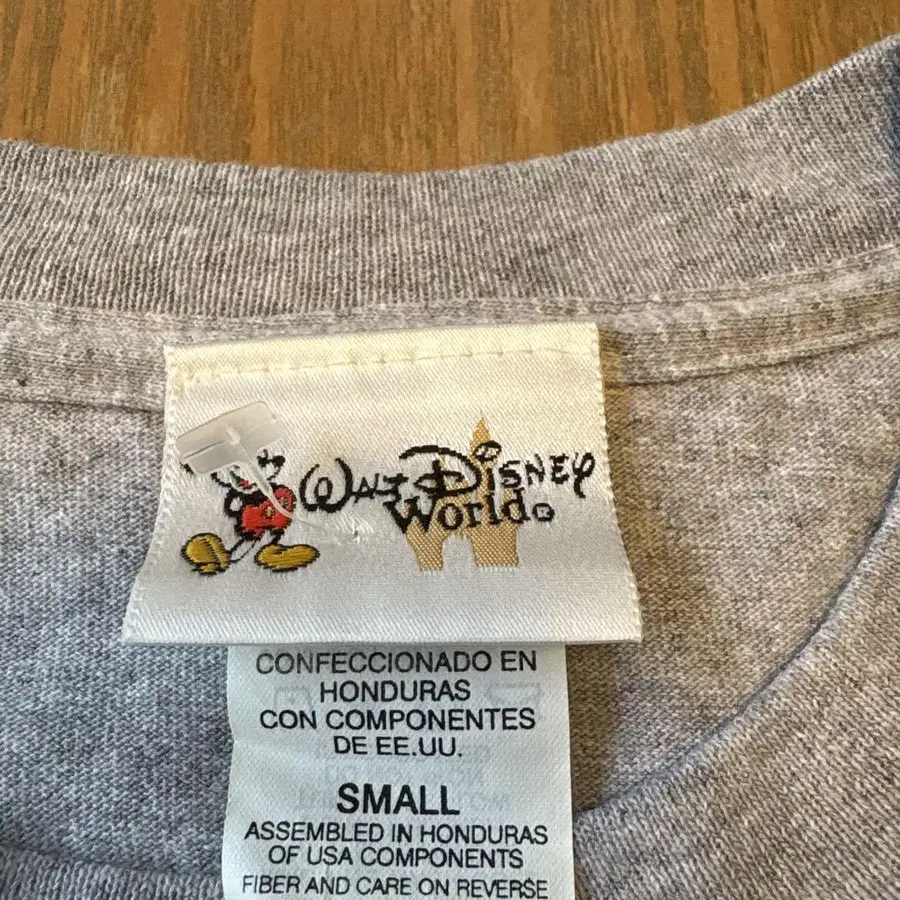 WALT DISNEY
World®
CONFECCIONADO EN
HONDURAS
CON COMPONENTES
DE EE.UU.
SMALL
ASSEMBLED IN HONDURAS
OF USA COMPONENTS
FIBER AND CARE ON REVERSE